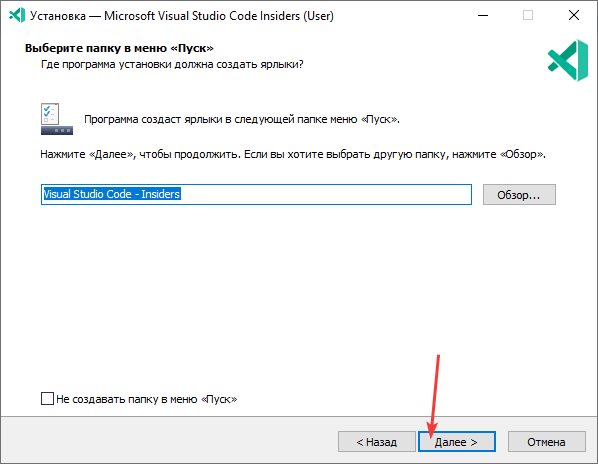 Установка — Microsoft Visual Studio Code Insiders (User)
Выберите папку в меню «Пуск»
Где программа установки должна создать ярлыки?
Программа создаст ярлыки в следующей папке меню «Пуск».
Нажмите «Далее», чтобы продолжить. Если вы хотите выбрать другую папку, нажмите «Обзор».
Visual Studio Code - Insiders
Обзор...
Не создавать папку в меню «Пуск»
< Назад
Далее >
Отмена